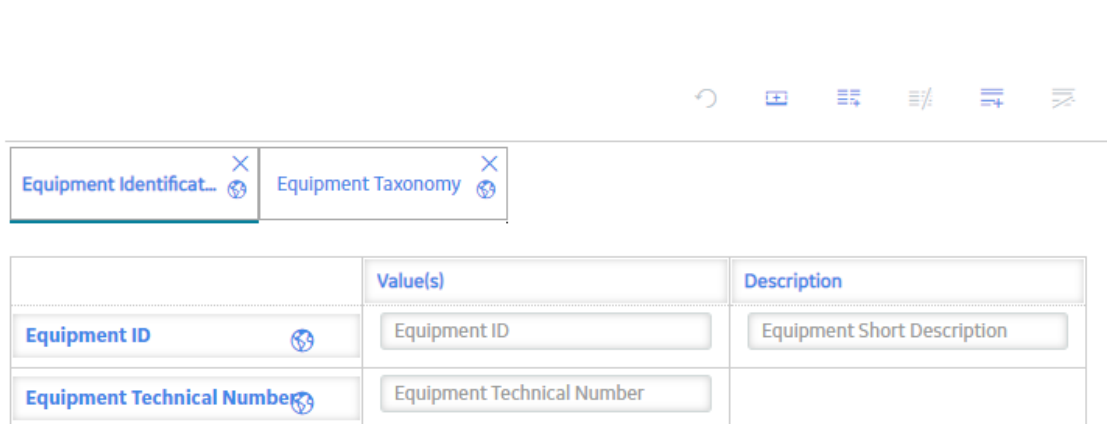 Equipment Identificat... Equipment Taxonomy
Value(s) Description
Equipment ID Equipment ID Equipment Short Description
Equipment Technical Number Equipment Technical Number